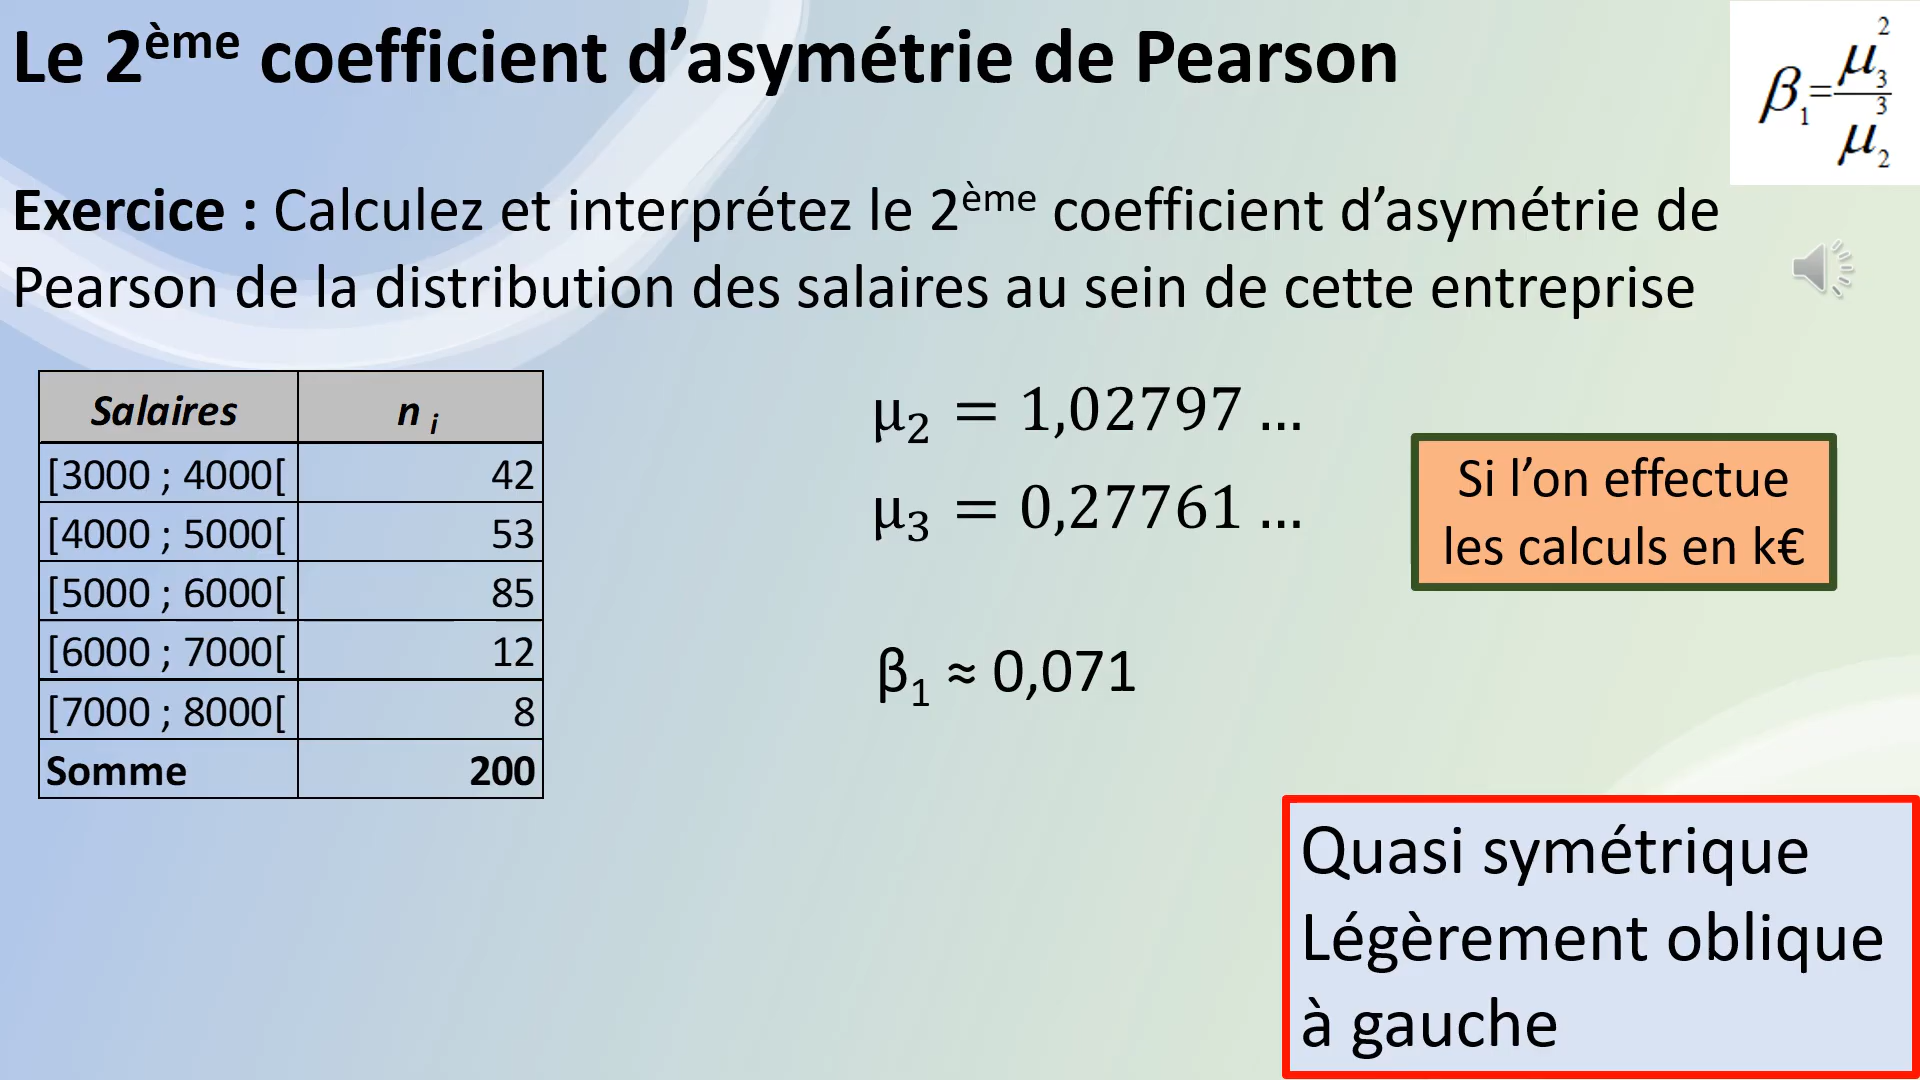 Le 2ème coefficient d’asymétrie de Pearson
β₁ = μ₃² / μ₂³
Exercice : Calculez et interprétez le 2ème coefficient d’asymétrie de
Pearson de la distribution des salaires au sein de cette entreprise
Salaires n i
[3000 ; 4000[ 42
[4000 ; 5000[ 53
[5000 ; 6000[ 85
[6000 ; 7000[ 12
[7000 ; 8000[ 8
Somme 200
μ₂ = 1,02797 …
μ₃ = 0,27761 …
β₁ ≈ 0,071
Si l’on effectue
les calculs en k€
Quasi symétrique
Légèrement oblique
à gauche